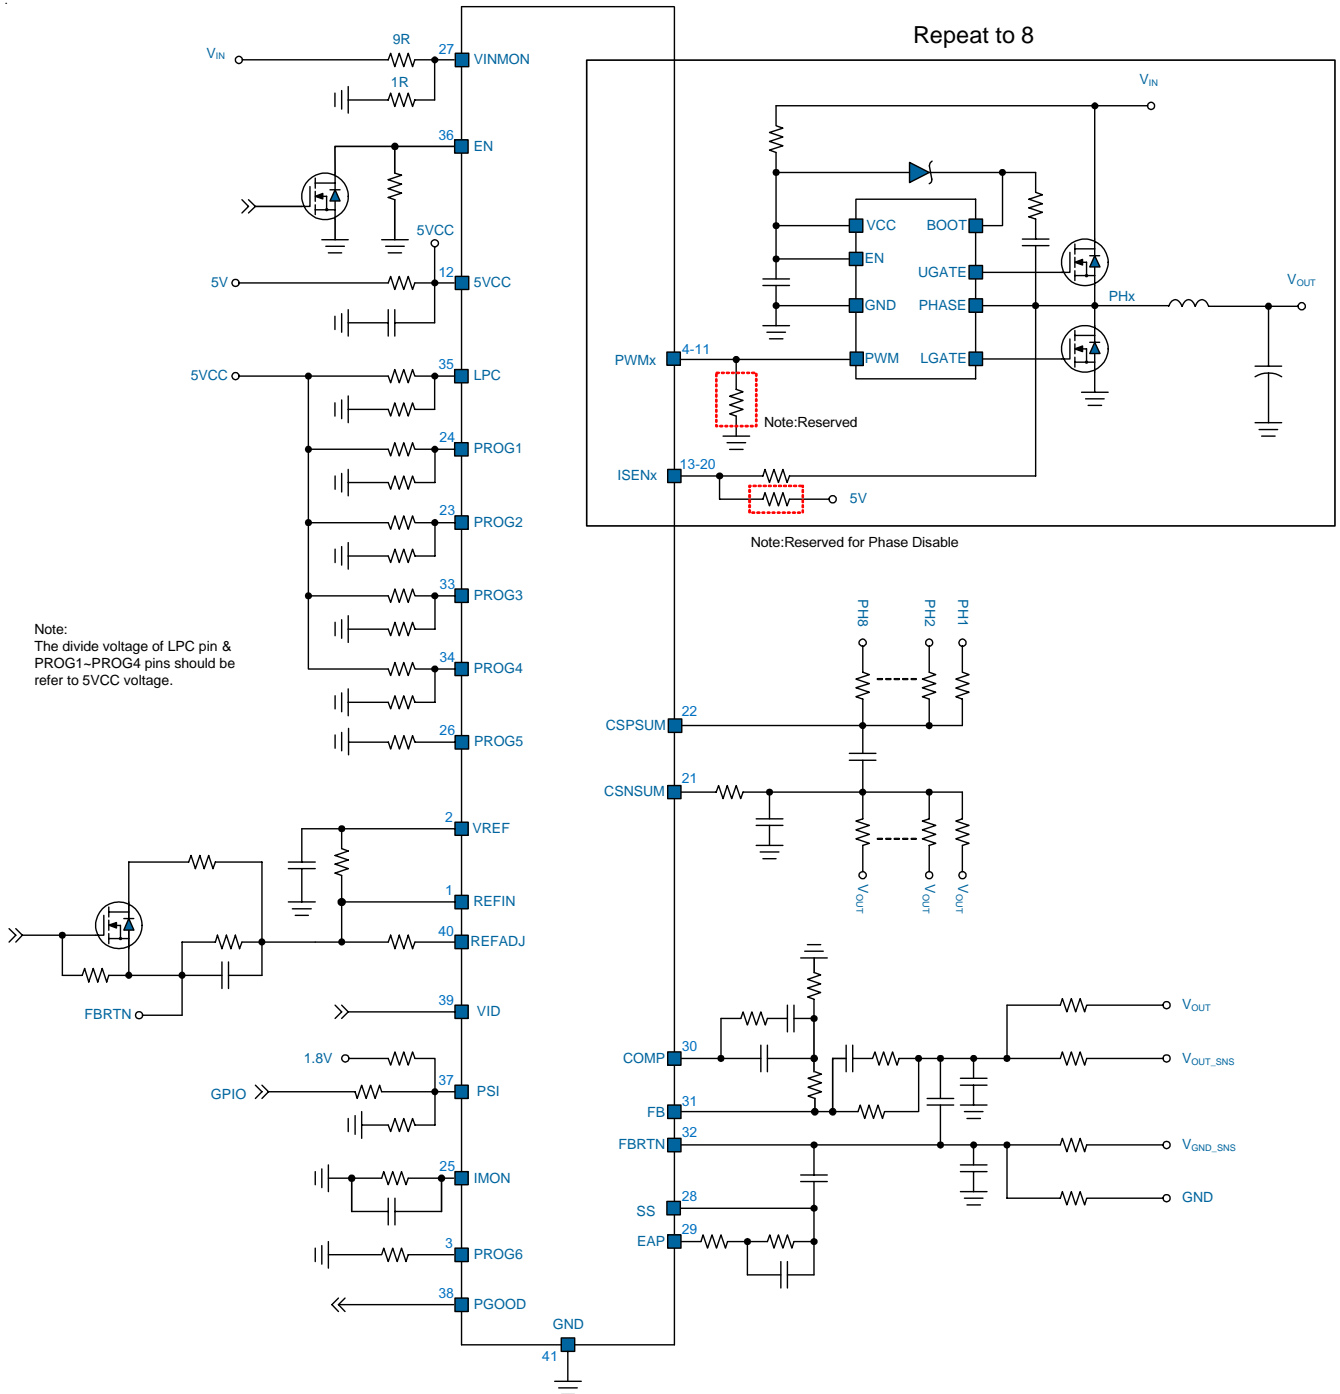 Repeat to 8
VIN
9R
27
VINMON
1R
36
EN
5VCC
5V
12
5VCC
5VCC
35
LPC
24
PROG1
23
PROG2
33
PROG3
34
PROG4
26
PROG5
Note:
The divide voltage of LPC pin &
PROG1~PROG4 pins should be
refer to 5VCC voltage.
2
VREF
1
REFIN
40
REFADJ
FBRTN
39
VID
1.8V
GPIO
37
PSI
25
IMON
3
PROG6
38
PGOOD
GND
41
VIN
VCC
BOOT
EN
UGATE
GND
PHASE
PHx
VOUT
PWMx
4-11
PWM
LGATE
Note:Reserved
ISENx
13-20
5V
Note:Reserved for Phase Disable
PH8
PH2
PH1
CSPSUM
22
CSNSUM
21
VOUT
VOUT
VOUT
COMP
30
FB
31
FBRTN
32
SS
28
EAP
29
VOUT
VOUT_SNS
VGND_SNS
GND